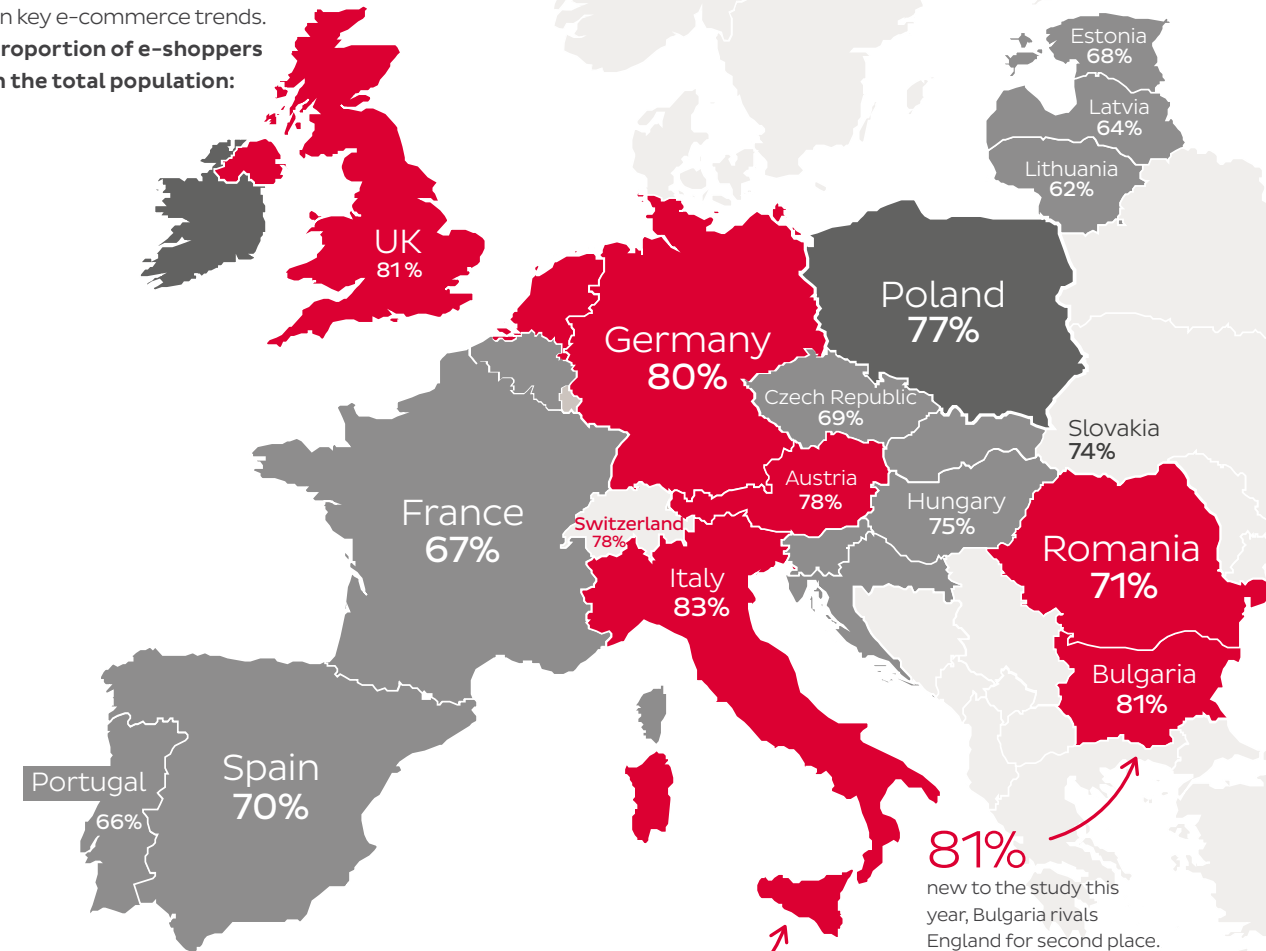 n key e-commerce trends.
roportion of e-shoppers
the total population:
Estonia
68%
Latvia
64%
Lithuania
62%
UK
81%
Poland
77%
Germany
80%
Czech Republic
69%
Slovakia
74%
Austria
78%
Hungary
75%
France
67%
Switzerland
78%
Italy
83%
Romania
71%
Bulgaria
81%
Spain
70%
Portugal
66%
81%
new to the study this
year, Bulgaria rivals
England for second place.